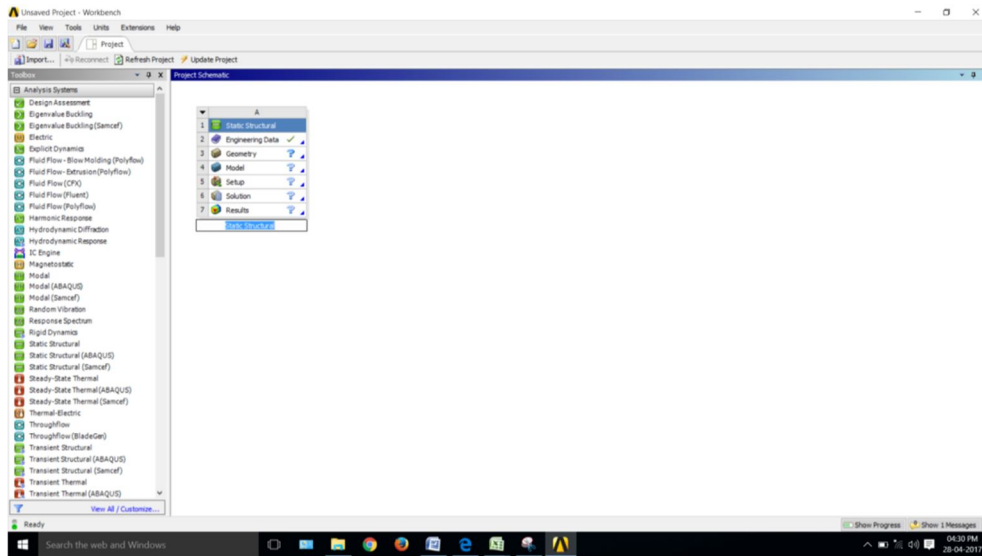 Unsaved Project - Workbench
File View Tools Units Extensions Help
Project
Import... Reconnect Refresh Project Update Project
Toolbox
Project Schematic
Analysis Systems
Design Assessment
Eigenvalue Buckling
Eigenvalue Buckling (Samcef)
Electric
Explicit Dynamics
Fluid Flow - Blow Molding (Polyflow)
Fluid Flow - Extrusion (Polyflow)
Fluid Flow (CFX)
Fluid Flow (Fluent)
Fluid Flow (Polyflow)
Harmonic Response
Hydrodynamic Diffraction
Hydrodynamic Response
IC Engine
Magnetostatic
Modal
Modal (ABAQUS)
Modal (Samcef)
Random Vibration
Response Spectrum
Rigid Dynamics
Static Structural
Static Structural (ABAQUS)
Static Structural (Samcef)
Steady-State Thermal
Steady-State Thermal (ABAQUS)
Steady-State Thermal (Samcef)
Thermal-Electric
Throughflow
Throughflow (BladeGen)
Transient Structural
Transient Structural (ABAQUS)
Transient Structural (Samcef)
Transient Thermal
Transient Thermal (ABAQUS)
View All / Customize...
A
1 Static Structural
2 Engineering Data
3 Geometry ?
4 Model ?
5 Setup ?
6 Solution ?
7 Results ?
Static Structural
Ready
Show Progress Show 1 Messages
Search the web and Windows
04:30 PM
28-04-2017